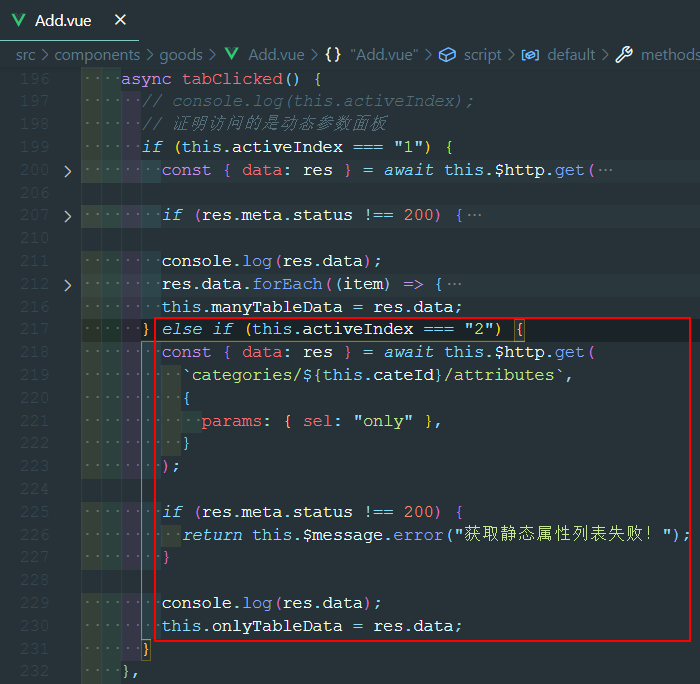 Add.vue ×
src > components > goods > Add.vue > {} "Add.vue" > script > default > methods
196 async tabClicked() {
197 // console.log(this.activeIndex);
198 // 证明访问的是动态参数面板
199 if (this.activeIndex === "1") {
200 const { data: res } = await this.$http.get(…
206
207 if (res.meta.status !== 200) {…
210
211 console.log(res.data);
212 res.data.forEach((item) => {…
216 this.manyTableData = res.data;
217 } else if (this.activeIndex === "2") {
218 const { data: res } = await this.$http.get(
219 `categories/${this.cateId}/attributes`,
220 {
221 params: { sel: "only" },
222 }
223 );
224
225 if (res.meta.status !== 200) {
226 return this.$message.error("获取静态属性列表失败！");
227 }
228
229 console.log(res.data);
230 this.onlyTableData = res.data;
231 }
232 },